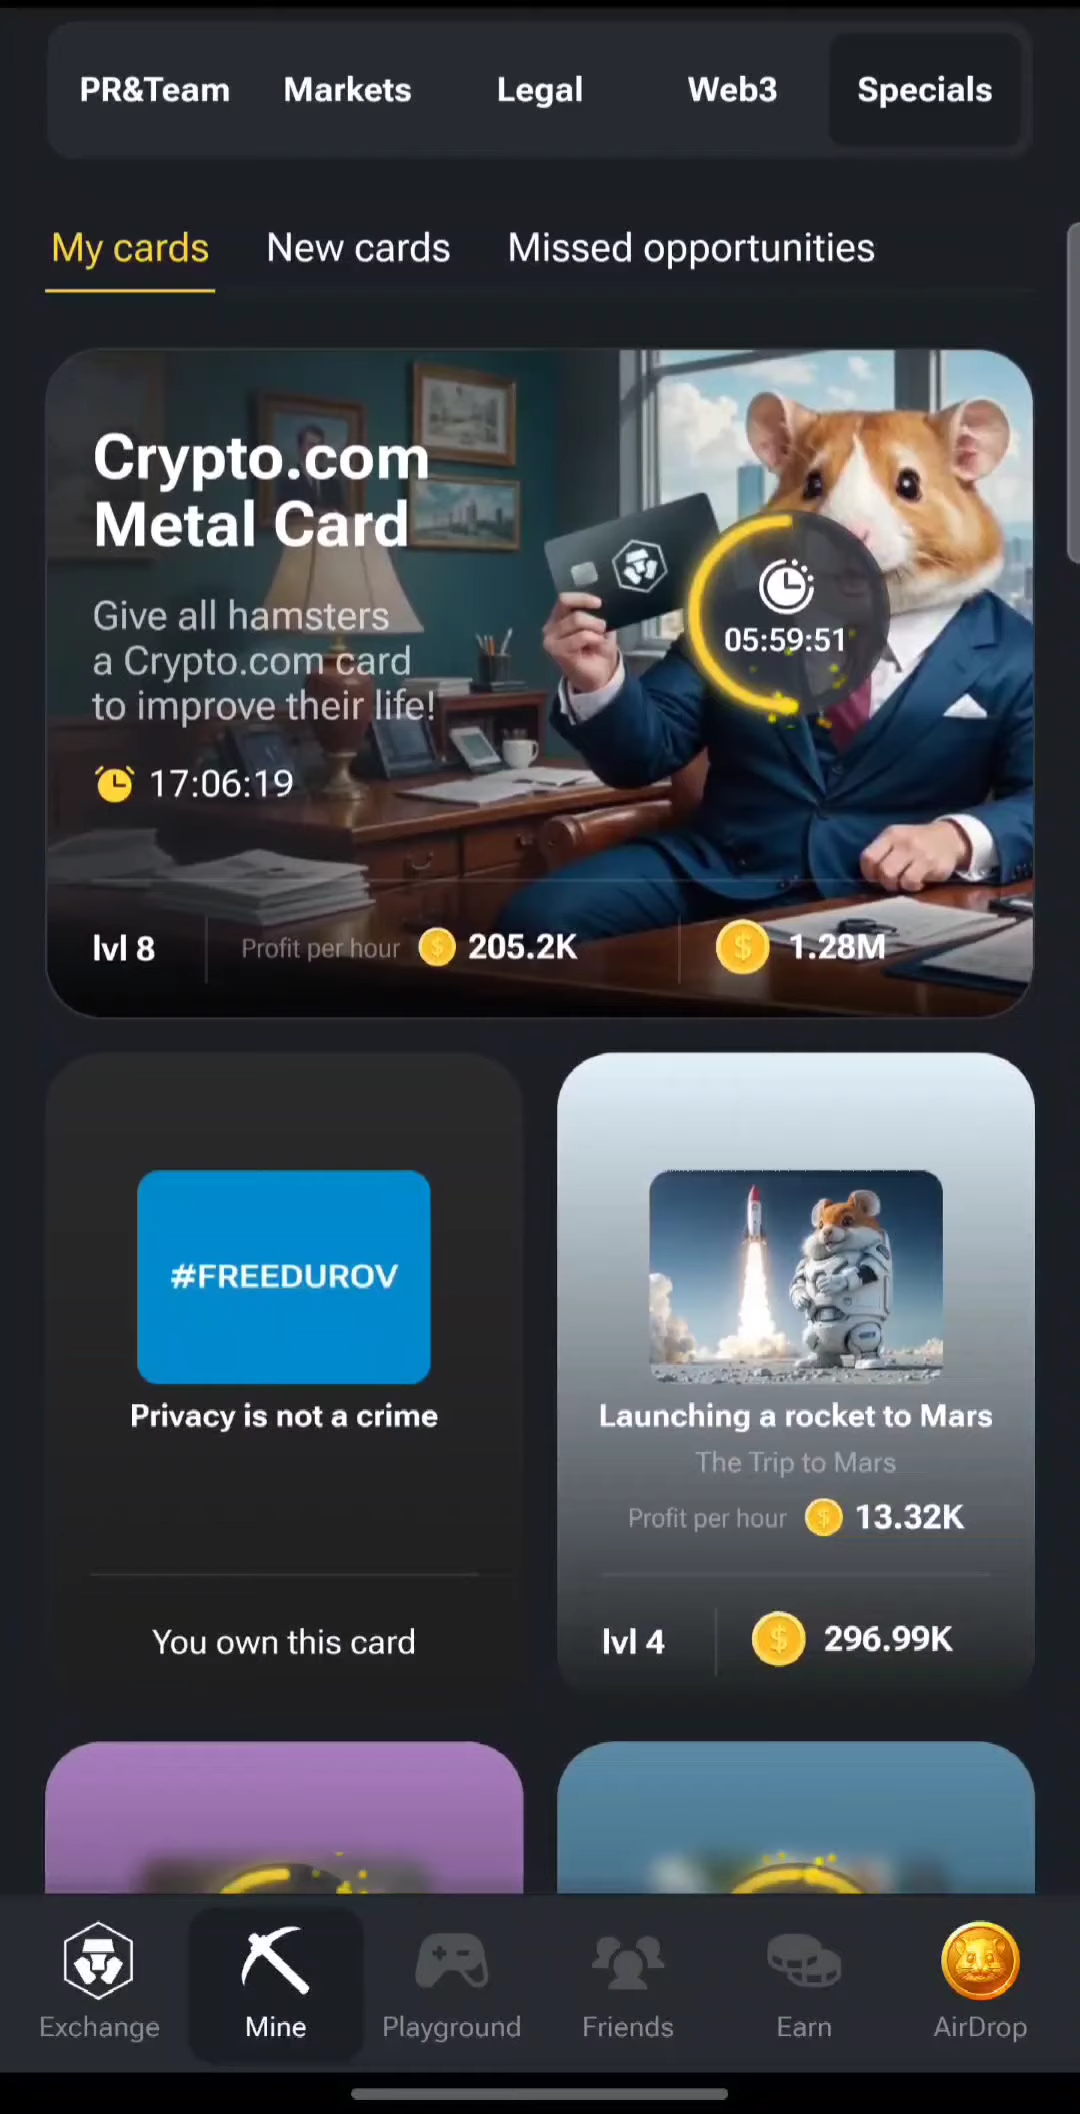 PR&Team Markets Legal Web3 Specials
My cards New cards Missed opportunities
Crypto.com
Metal Card
Give all hamsters
a Crypto.com card
to improve their life!
05:59:51
17:06:19
lvl 8 Profit per hour 205.2K 1.28M
#FREEDUROV
Privacy is not a crime
You own this card
Launching a rocket to Mars
The Trip to Mars
Profit per hour 13.32K
lvl 4 296.99K
Exchange Mine Playground Friends Earn AirDrop